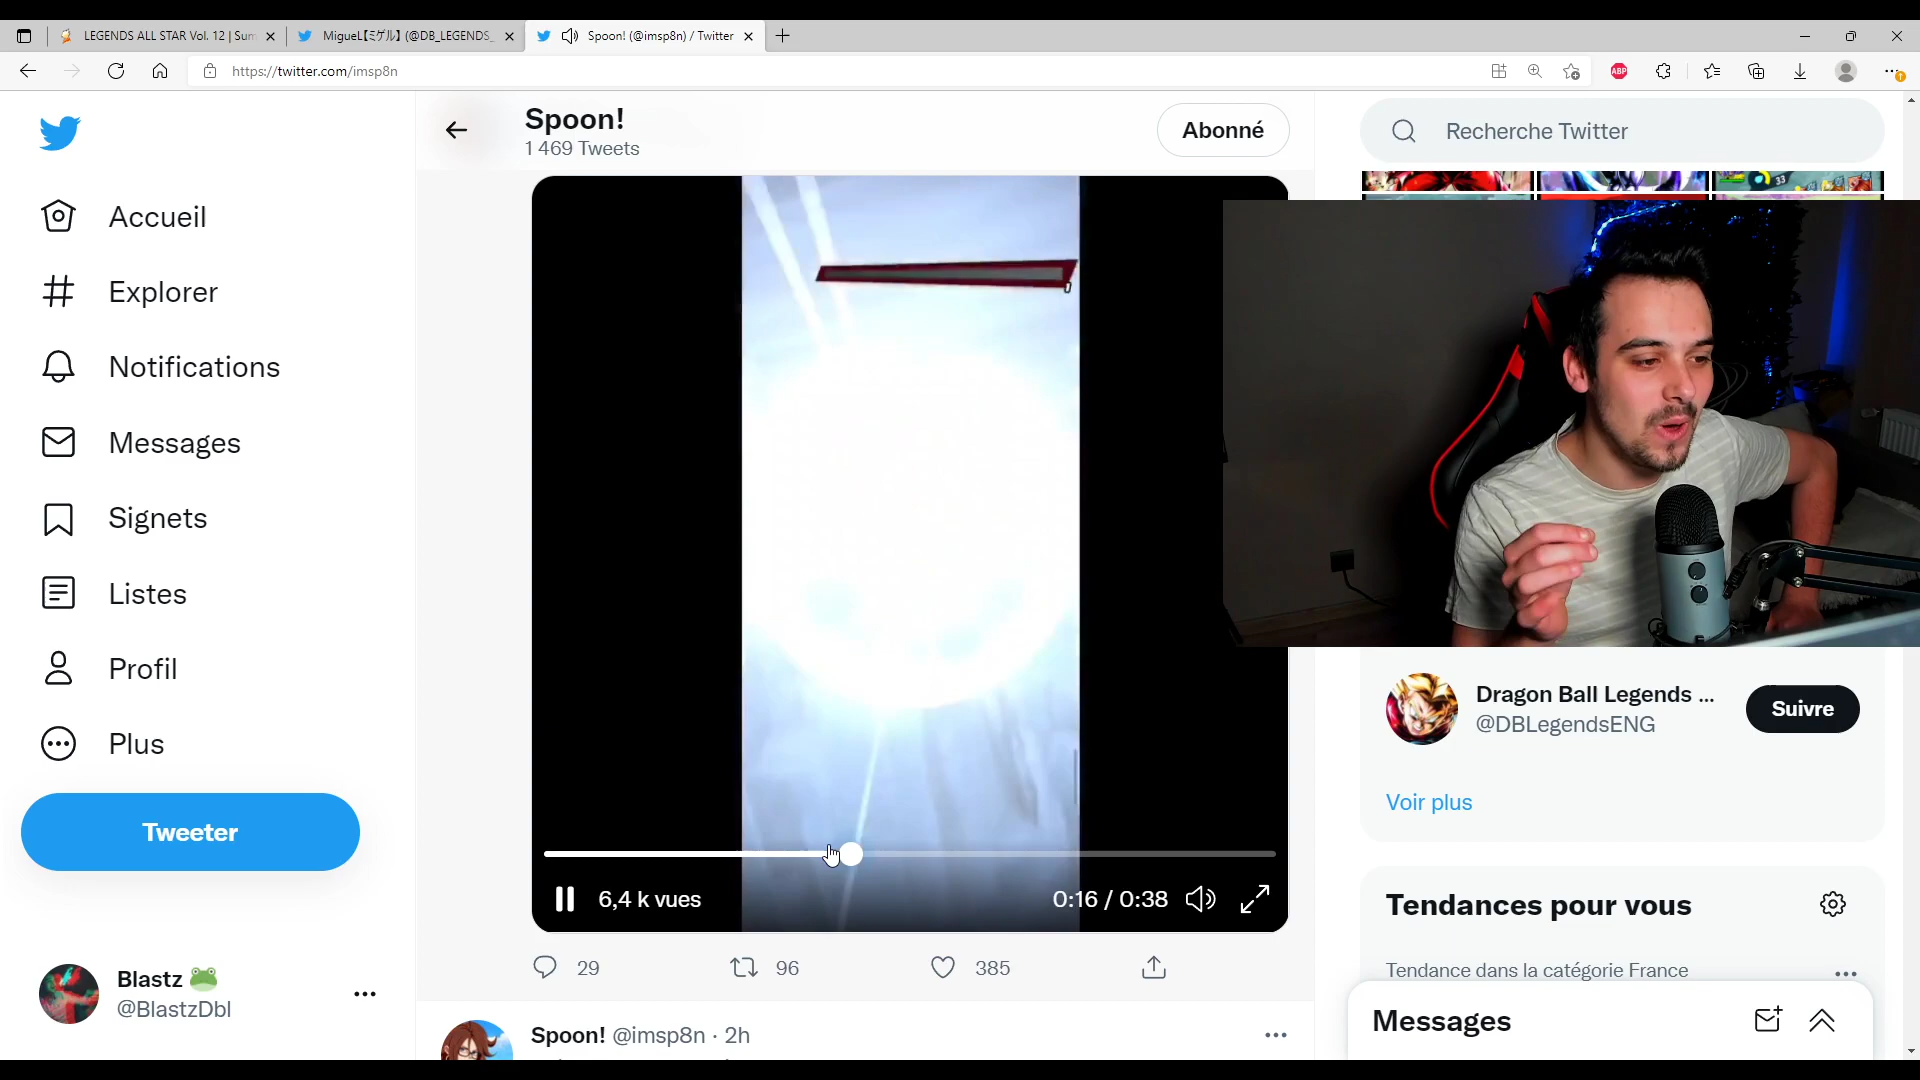 LEGENDS ALL STAR Vol. 12 | Sum
MigueL【ミゲル】 (@DB_LEGENDS_
Spoon! (@imsp8n) / Twitter
https://twitter.com/imsp8n
ABP
Spoon!
1 469 Tweets
Abonné
Recherche Twitter
33
Accueil
Explorer
Notifications
Messages
Signets
Listes
Profil
Plus
Tweeter
Blastz
@BlastzDbl
6,4 k vues
0:16 / 0:38
29
96
385
Spoon! @imsp8n · 2h
Dragon Ball Legends ...
@DBLegendsENG
Suivre
Voir plus
Tendances pour vous
Tendance dans la catégorie France
Messages